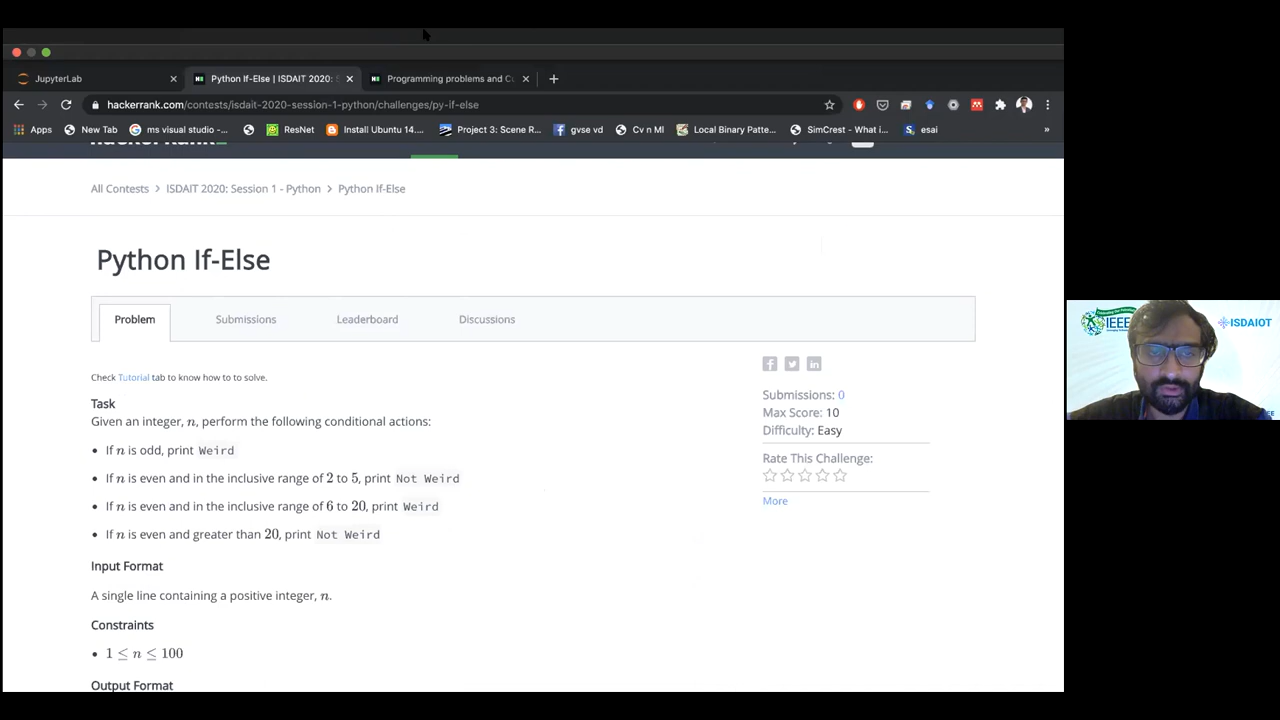 JupyterLab
Python If-Else | ISDAIT 2020: S
Programming problems and C
hackerrank.com/contests/isdait-2020-session-1-python/challenges/py-if-else
Apps
New Tab
ms visual studio -...
ResNet
Install Ubuntu 14....
Project 3: Scene R...
gvse vd
Cv n Ml
Local Binary Patte...
SimCrest - What i...
esai
»
All Contests > ISDAIT 2020: Session 1 - Python > Python If-Else
Python If-Else
Problem
Submissions
Leaderboard
Discussions
Check Tutorial tab to know how to to solve.
Task
Given an integer, n, perform the following conditional actions:
• If n is odd, print Weird
• If n is even and in the inclusive range of 2 to 5, print Not Weird
• If n is even and in the inclusive range of 6 to 20, print Weird
• If n is even and greater than 20, print Not Weird
Input Format
A single line containing a positive integer, n.
Constraints
• 1 ≤ n ≤ 100
Output Format
Submissions: 0
Max Score: 10
Difficulty: Easy
Rate This Challenge:
More
IEEE
ISDAIOT